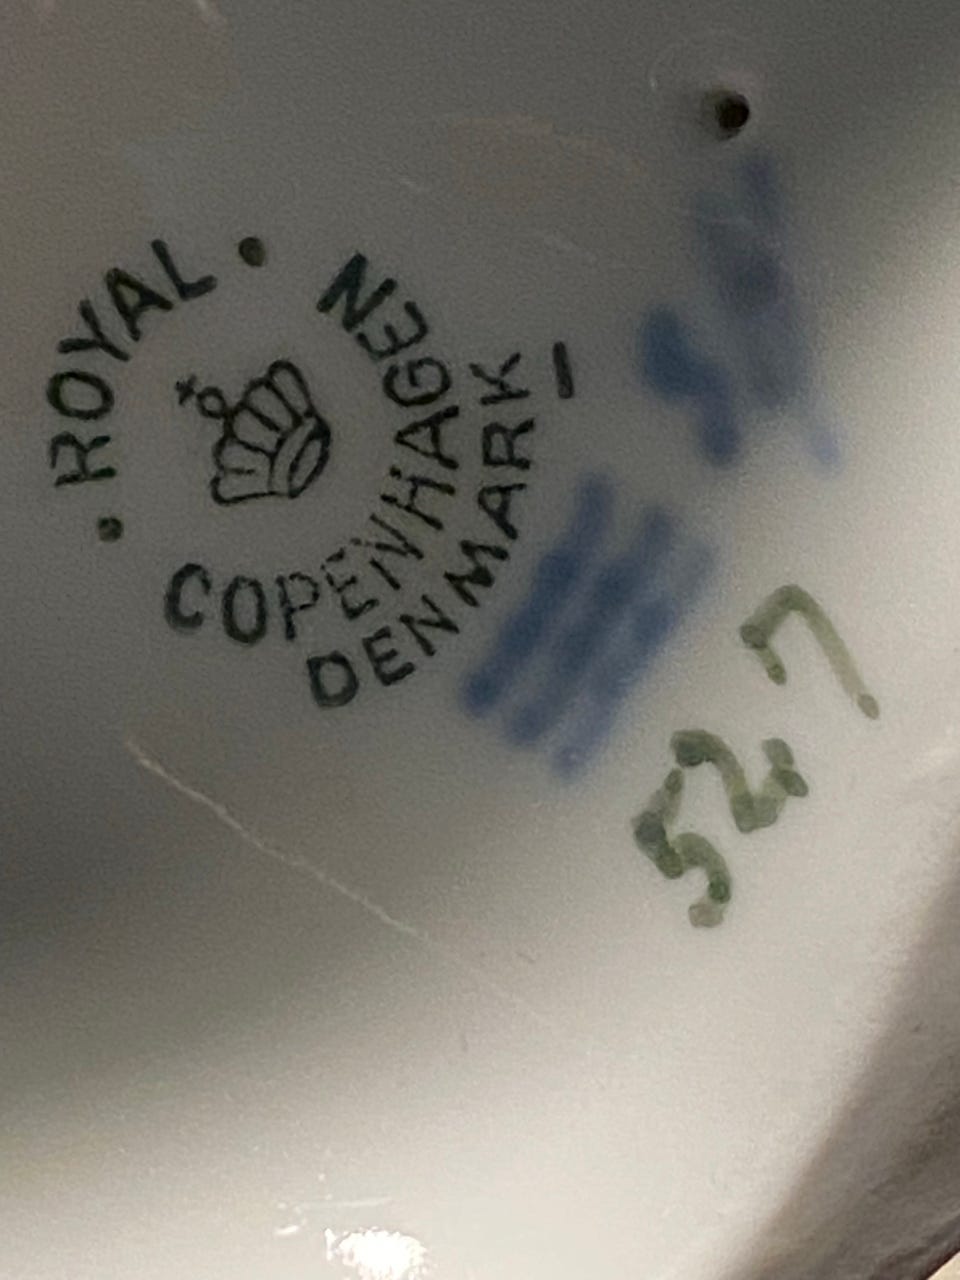 ROYAL
COPENHAGEN
DENMARK
527